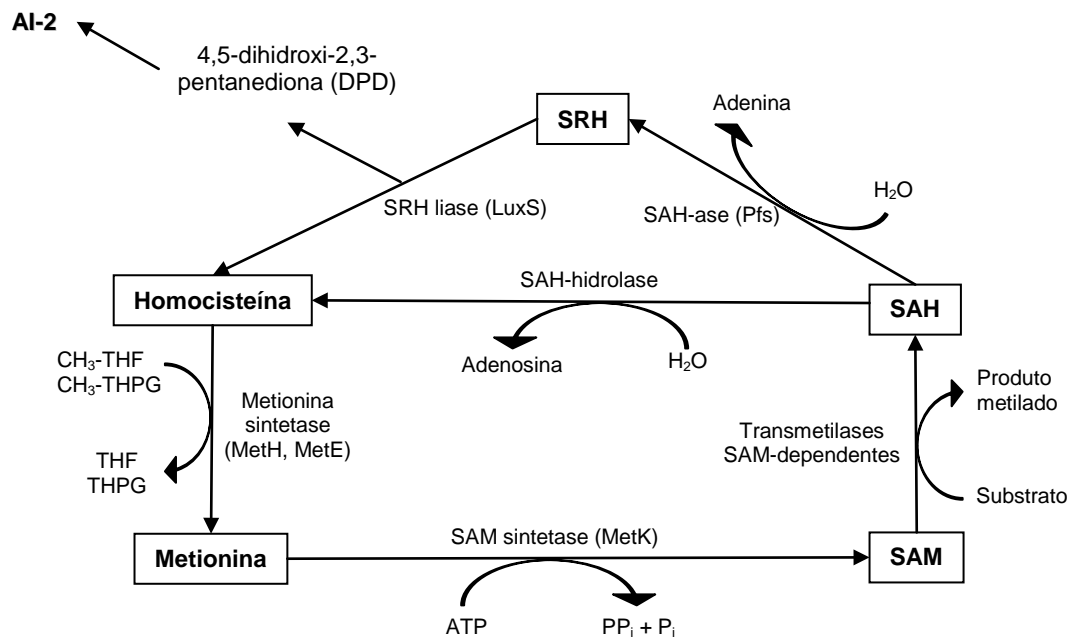 AI-2
4,5-dihidroxi-2,3-
pentanediona (DPD)
SRH
Adenina
H₂O
SRH liase (LuxS)
SAH-ase (Pfs)
Homocisteína
SAH-hidrolase
SAH
Adenosina
H₂O
CH₃-THF
CH₃-THPG
Metionina
sintetase
(MetH, MetE)
THF
THPG
Produto
metilado
Transmetilases
SAM-dependentes
Substrato
Metionina
SAM sintetase (MetK)
SAM
ATP
PPᵢ + Pᵢ